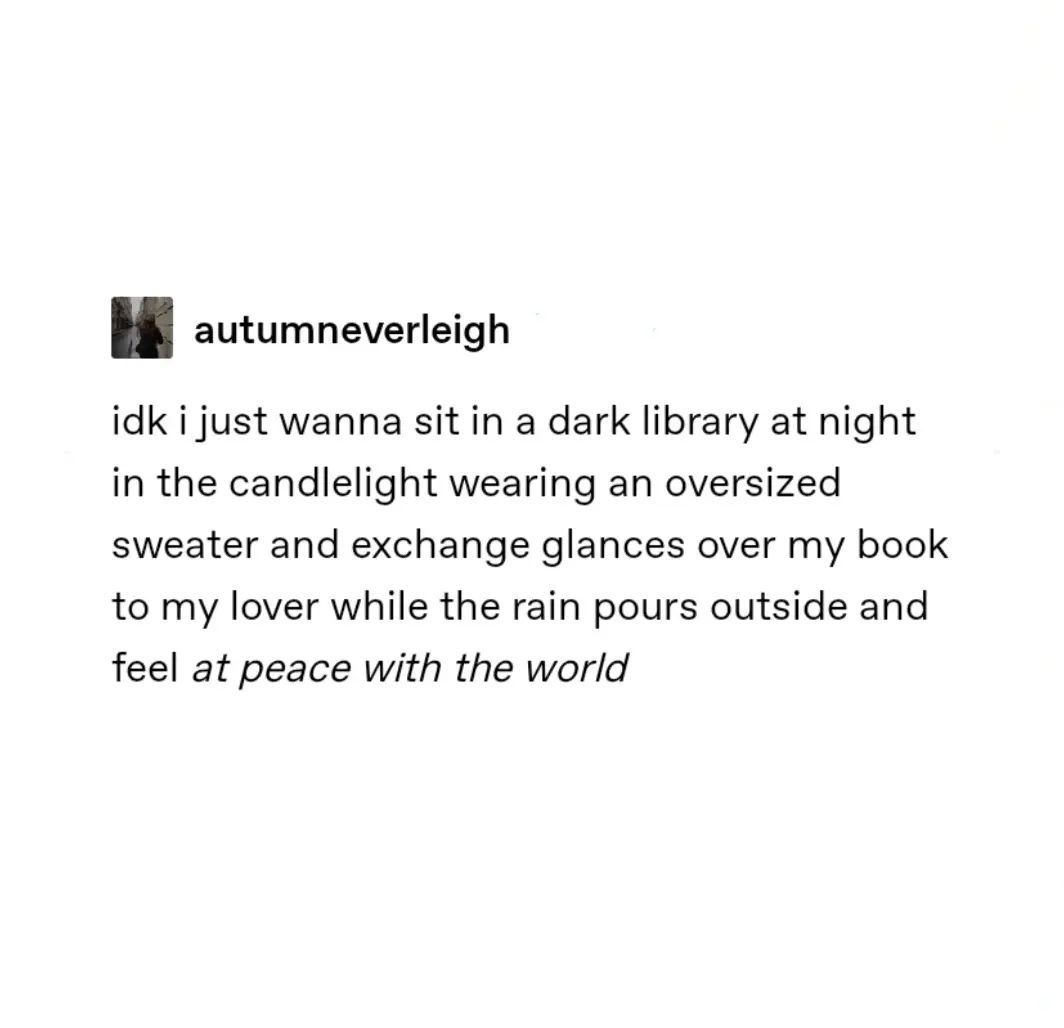 autumneverleigh
idk i just wanna sit in a dark library at night
in the candlelight wearing an oversized
sweater and exchange glances over my book
to my lover while the rain pours outside and
feel at peace with the world